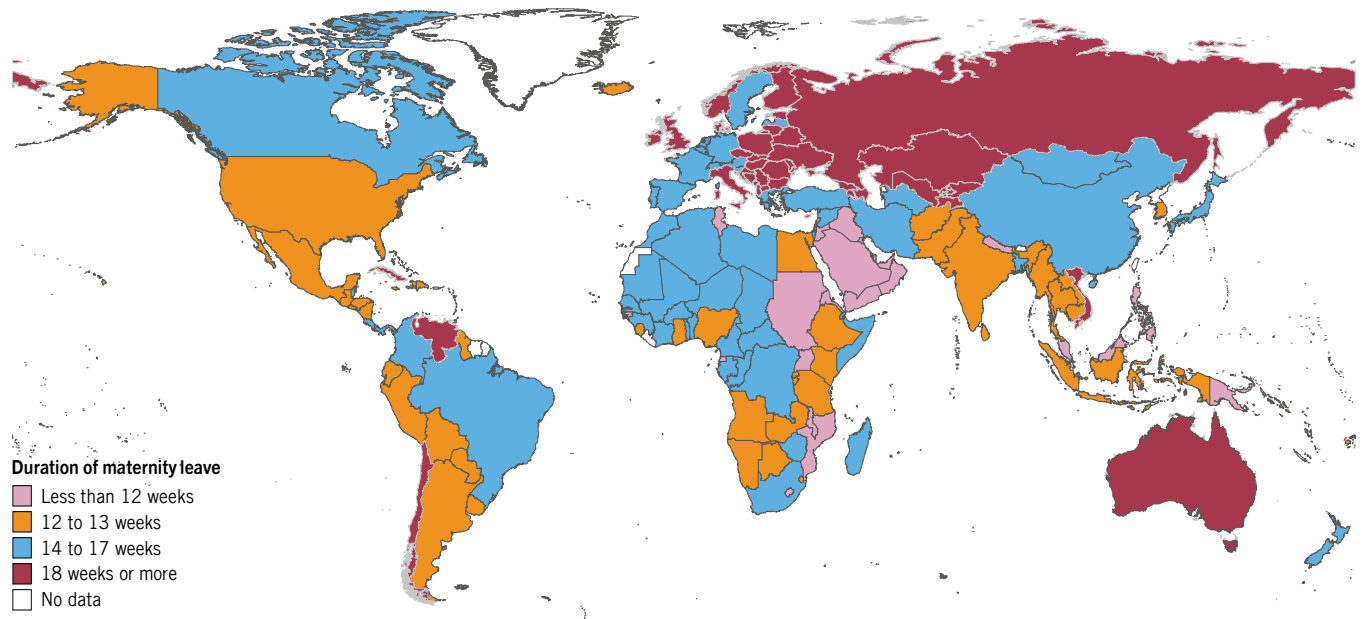 Duration of maternity leave
Less than 12 weeks
12 to 13 weeks
14 to 17 weeks
18 weeks or more
No data